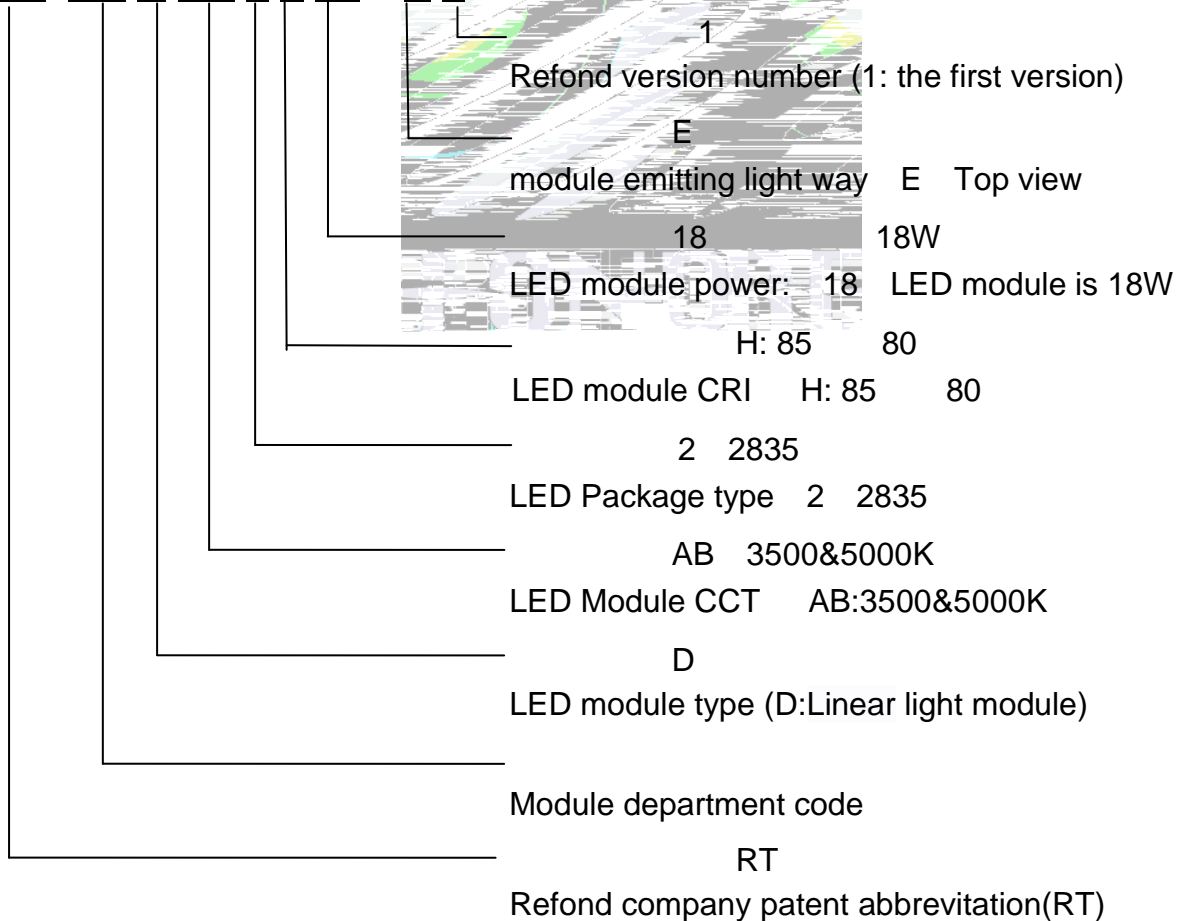 1
Refond version number (1: the first version)
E
module emitting light way E Top view
18 18W
LED module power: 18 LED module is 18W
H: 85 80
LED module CRI H: 85 80
2 2835
LED Package type 2 2835
AB 3500&5000K
LED Module CCT AB:3500&5000K
D
LED module type (D:Linear light module)
Module department code
RT
Refond company patent abbrevitation(RT)